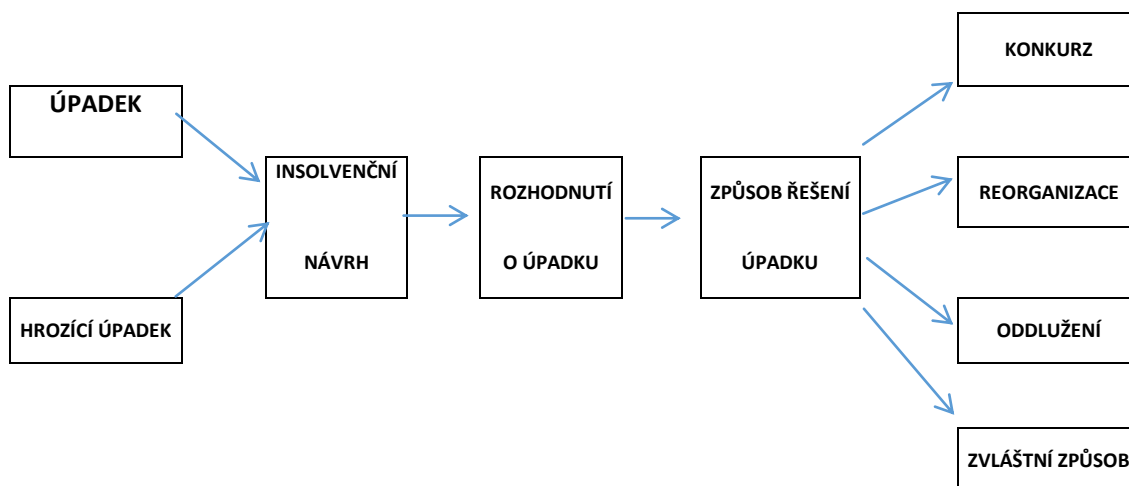 ÚPADEK
HROZÍCÍ ÚPADEK
INSOLVENČNÍ
NÁVRH
ROZHODNUTÍ
O ÚPADKU
ZPŮSOB ŘEŠENÍ
ÚPADKU
KONKURZ
REORGANIZACE
ODDLUŽENÍ
ZVLÁŠTNÍ ZPŮSOB